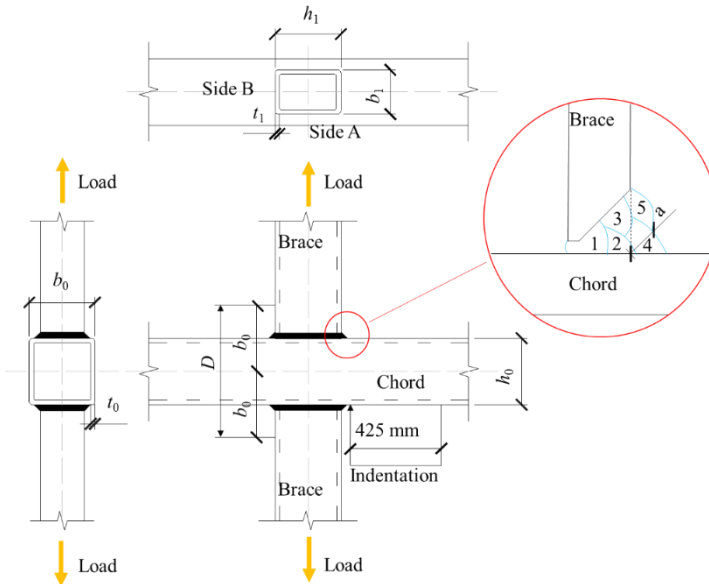 h₁
Side B
b₁
t₁
Side A
Load
Load
Brace
Brace
3
5
a
1
2
4
Chord
b₀
D
b₀
b₀
h₀
Chord
t₀
425 mm
Indentation
Brace
Load
Load